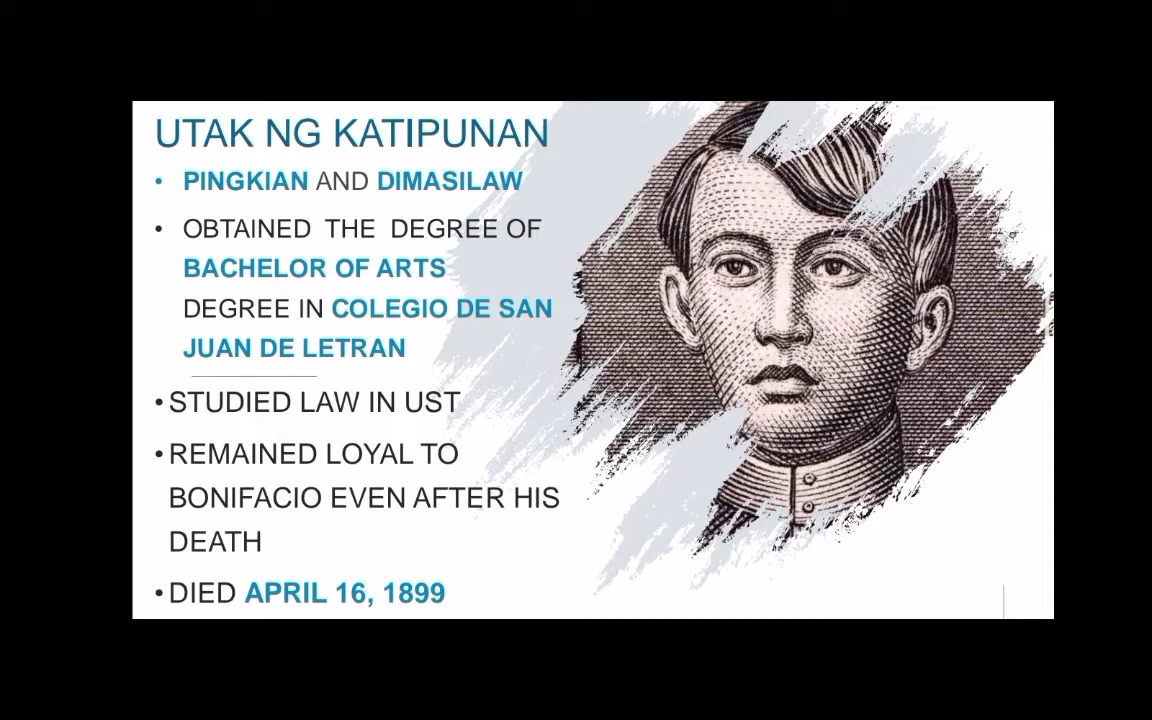 UTAK NG KATIPUNAN
• PINGKIAN AND DIMASILAW
• OBTAINED THE DEGREE OF
BACHELOR OF ARTS
DEGREE IN COLEGIO DE SAN
JUAN DE LETRAN
• STUDIED LAW IN UST
• REMAINED LOYAL TO
BONIFACIO EVEN AFTER HIS
DEATH
• DIED APRIL 16, 1899